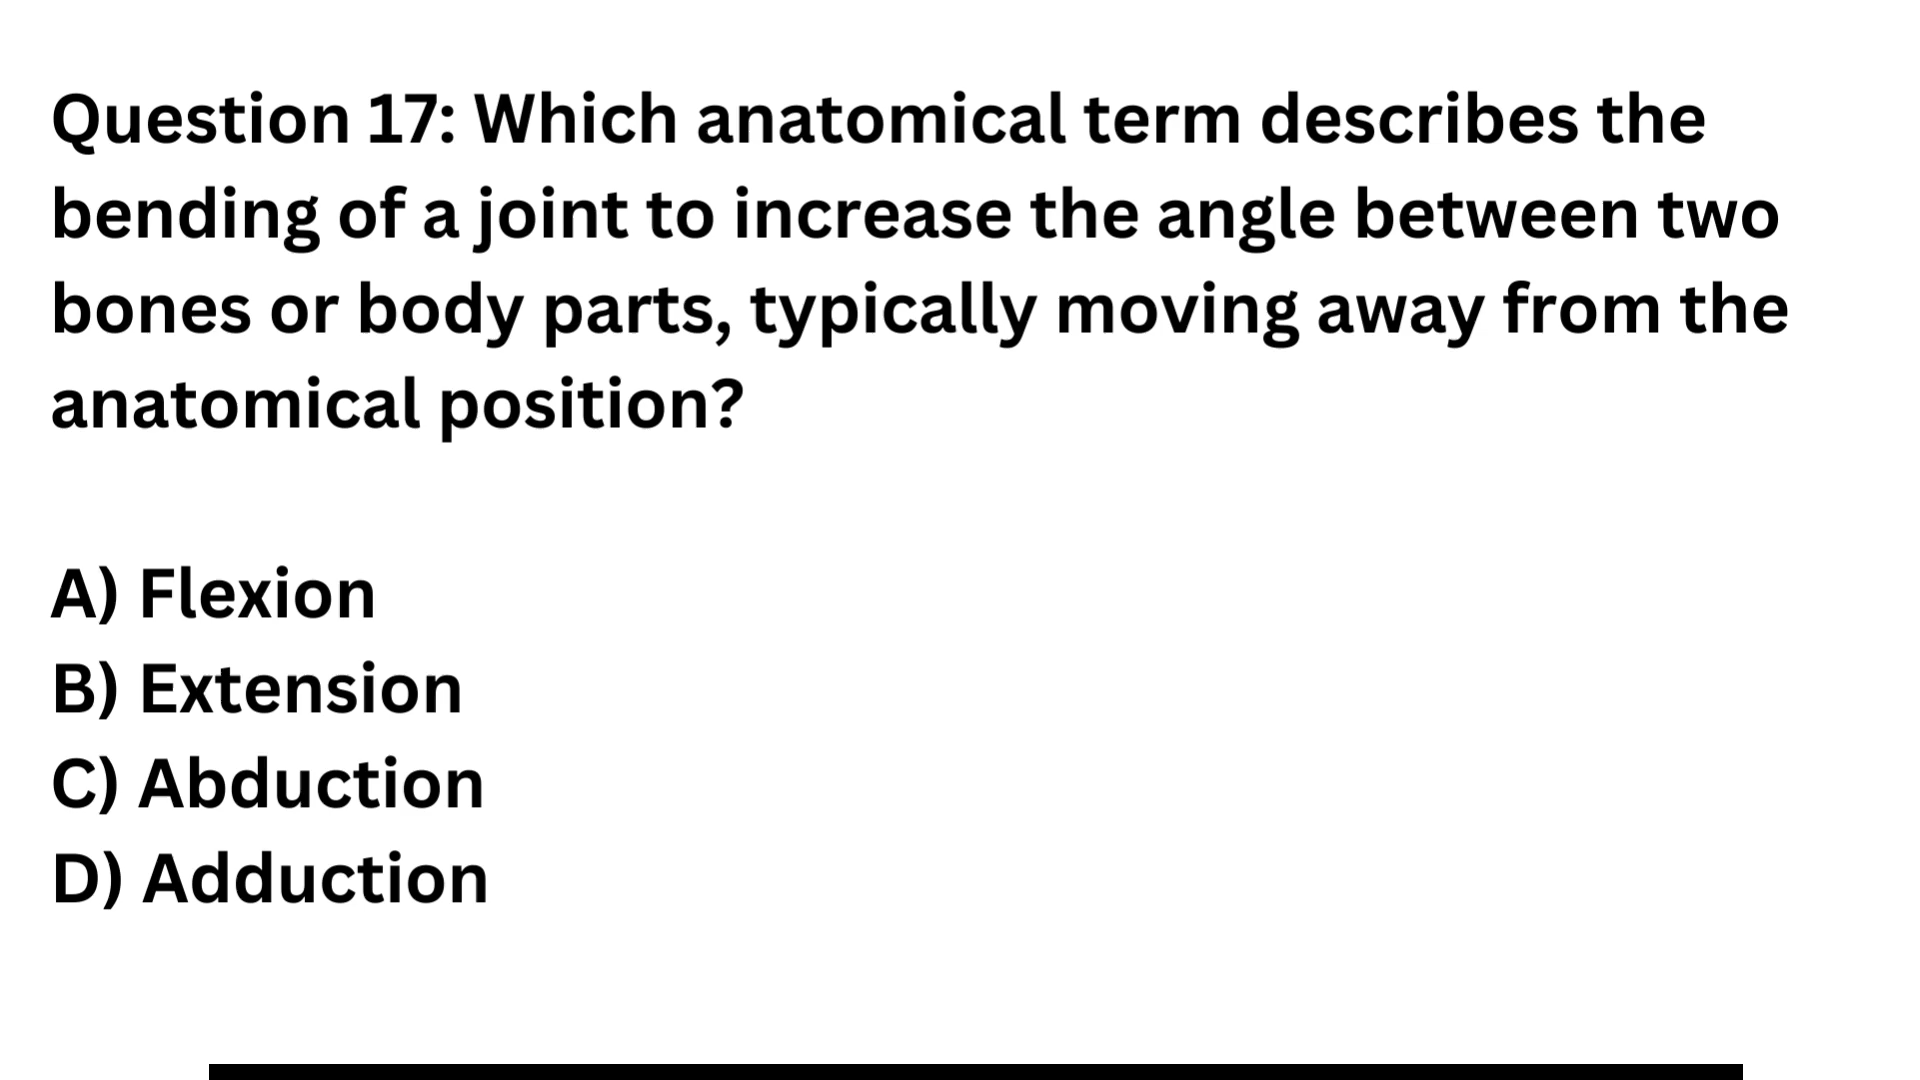 Question 17: Which anatomical term describes the
bending of a joint to increase the angle between two
bones or body parts, typically moving away from the
anatomical position?
A) Flexion
B) Extension
C) Abduction
D) Adduction